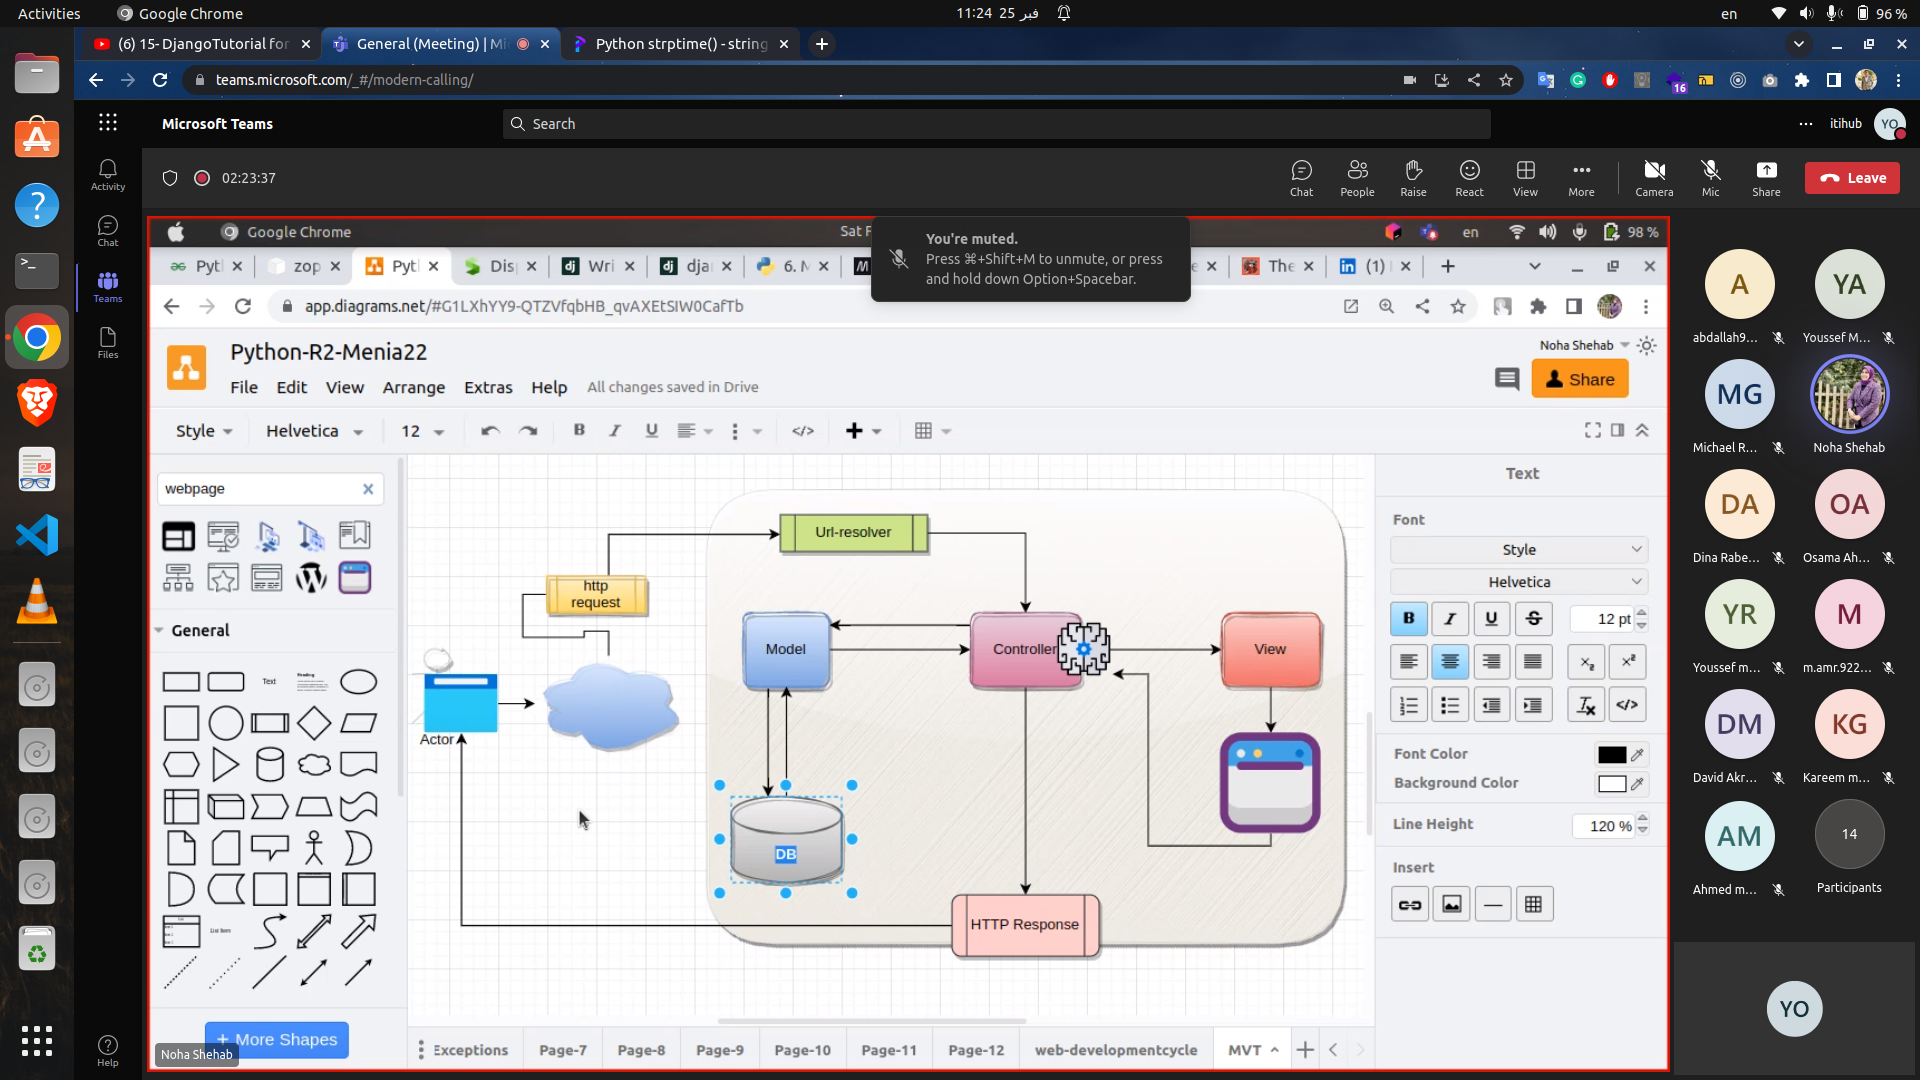 Activities
Google Chrome
11:24 25 فبر
en
96 %
(6) 15- DjangoTutorial for
General (Meeting) | Mi
Python strptime() - string
teams.microsoft.com/_#/modern-calling/
16
Microsoft Teams
Search
itihub
YO
Activity
Chat
Teams
Files
Help
02:23:37
Chat
People
Raise
React
View
More
Camera
Mic
Share
Leave
Google Chrome
Sat F
en
98 %
You're muted.
Press ⌘+Shift+M to unmute, or press
and hold down Option+Spacebar.
Pyt
zop
Pyt
Dis
Wri
djar
6. M
M
e
The
(1)
app.diagrams.net/#G1LXhYY9-QTZVfqbHB_qvAXEtSIW0CafTb
Python-R2-Menia22
File
Edit
View
Arrange
Extras
Help
All changes saved in Drive
Noha Shehab
Share
Style
Helvetica
12
B
I
U
webpage
General
Text
Heading
List Item
+ More Shapes
Noha Shehab
Url-resolver
http
request
Model
Controller
View
Actor
DB
HTTP Response
Text
Font
Style
Helvetica
B
I
U
S
12 pt
Font Color
Background Color
Line Height
120 %
Insert
Exceptions
Page-7
Page-8
Page-9
Page-10
Page-11
Page-12
web-developmentcycle
MVT
A
YA
abdallah9...
Youssef M...
MG
Michael R...
Noha Shehab
DA
OA
Dina Rabe...
Osama Ah...
YR
M
Youssef m...
m.amr.922...
DM
KG
David Akr...
Kareem m...
AM
14
Ahmed m...
Participants
YO